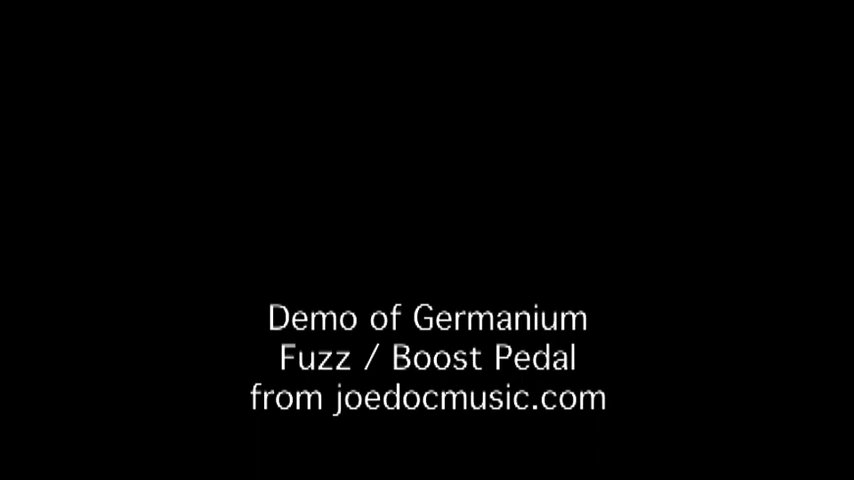 Demo of Germanium
Fuzz / Boost Pedal
from joedocmusic.com